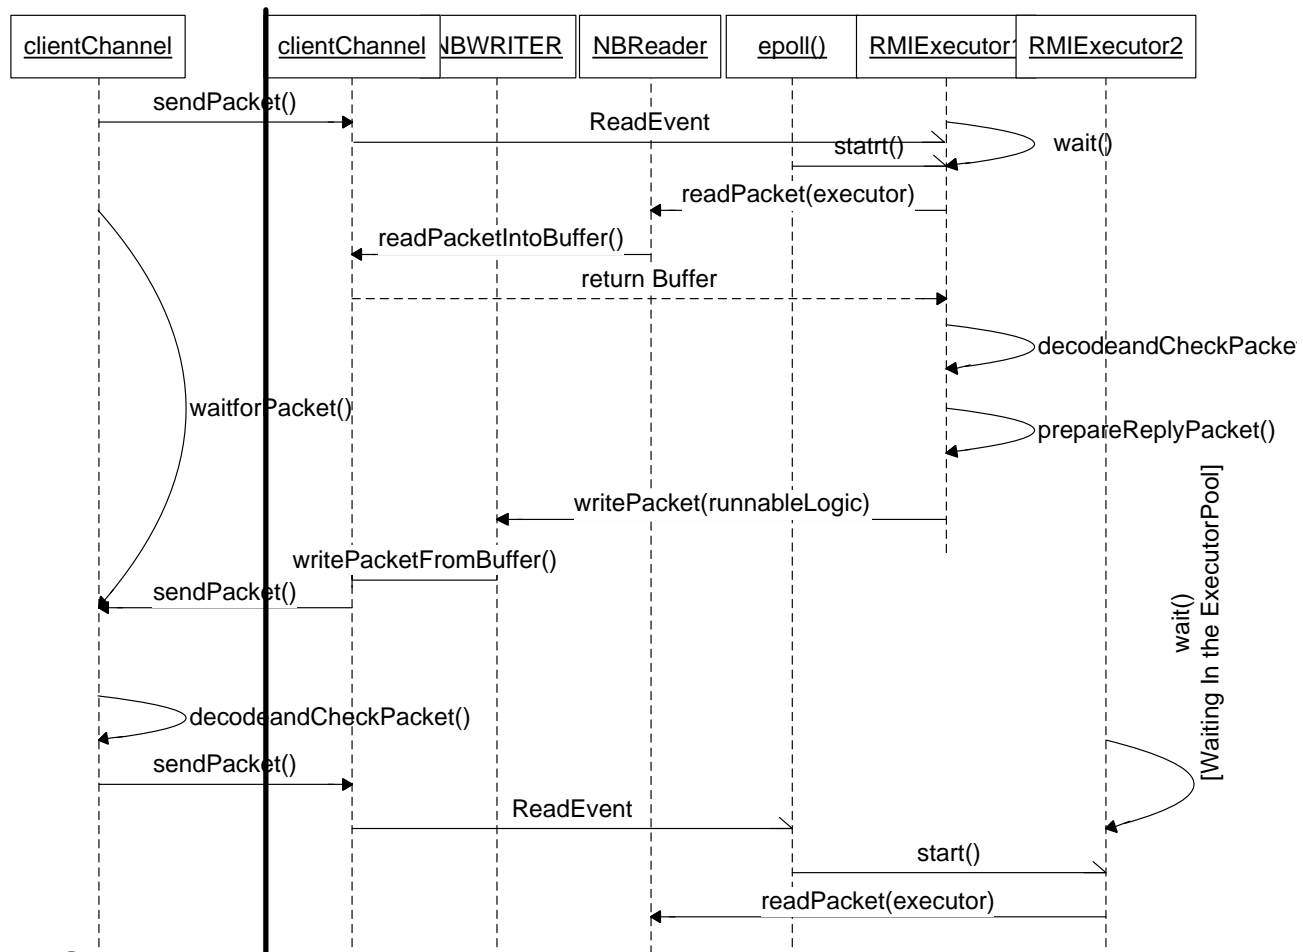 clientChannel
clientChannel
NBWRITER
NBReader
epoll()
RMIExecutor1
RMIExecutor2
sendPacket()
ReadEvent
statrt()
wait()
readPacket(executor)
readPacketIntoBuffer()
return Buffer
decodeandCheckPacket
waitforPacket()
prepareReplyPacket()
writePacket(runnableLogic)
writePacketFromBuffer()
sendPacket()
wait()
[Waiting In the ExecutorPool]
decodeandCheckPacket()
sendPacket()
ReadEvent
start()
readPacket(executor)